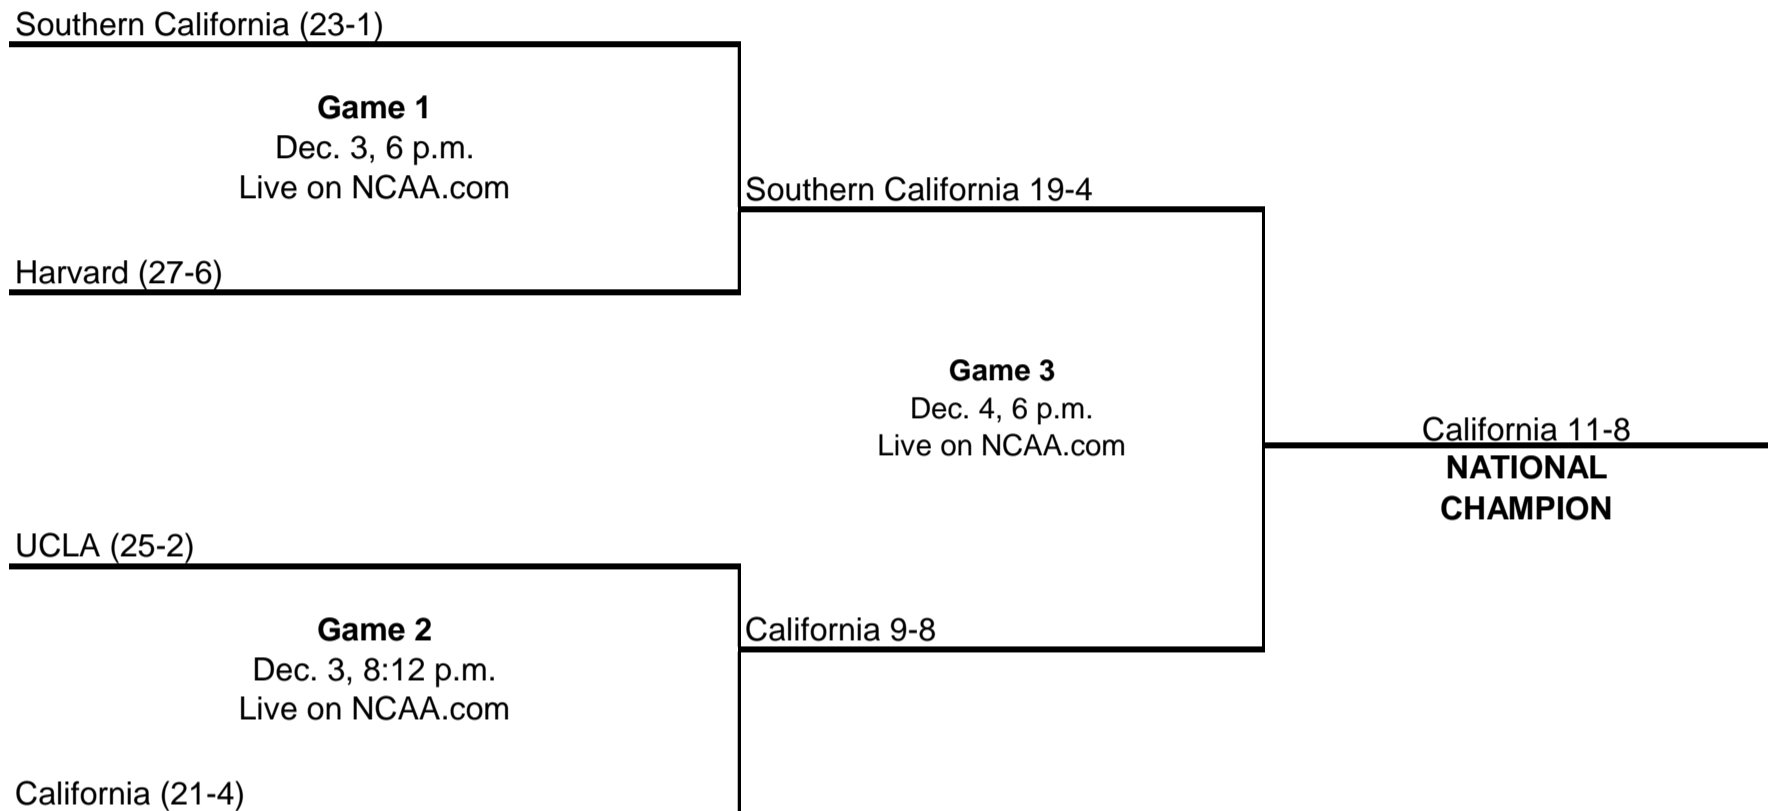 Southern California (23-1)
Game 1
Dec. 3, 6 p.m.
Live on NCAA.com
Southern California 19-4
Harvard (27-6)
Game 3
Dec. 4, 6 p.m.
Live on NCAA.com
California 11-8
NATIONAL
CHAMPION
UCLA (25-2)
Game 2
Dec. 3, 8:12 p.m.
Live on NCAA.com
California 9-8
California (21-4)